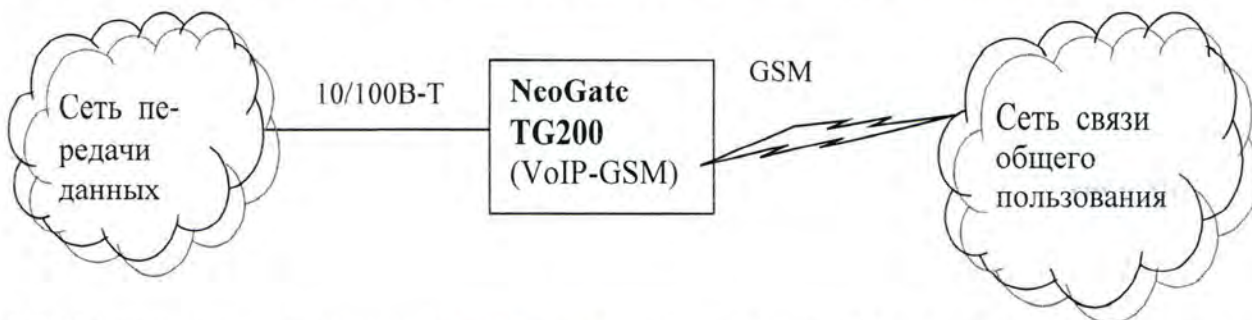 Сеть пе-
редачи
данных
10/100B-T
NeoGate
TG200
(VoIP-GSM)
GSM
Сеть связи
общего
пользования